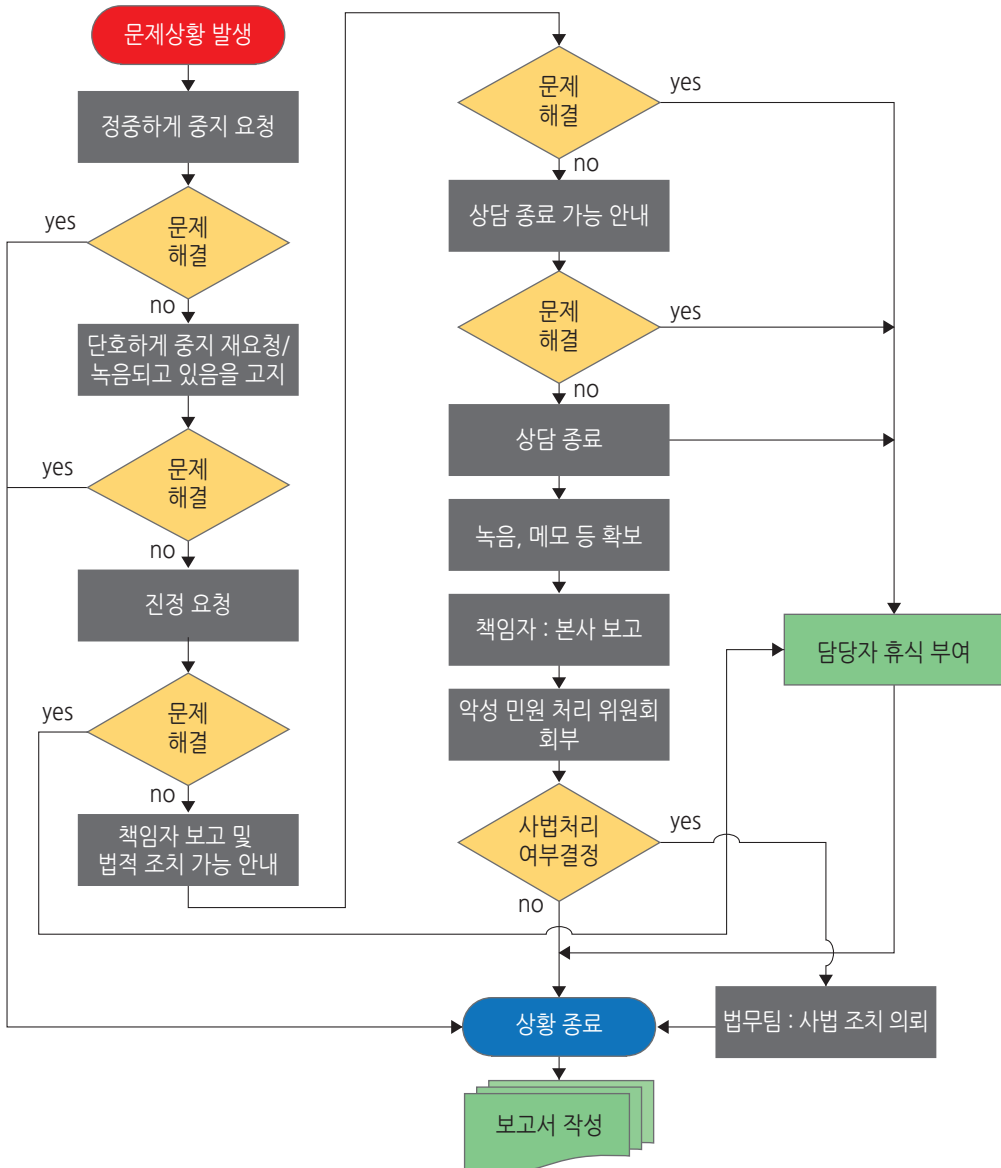 문제상황 발생
정중하게 중지 요청
yes
문제
해결
no
단호하게 중지 재요청/
녹음되고 있음을 고지
yes
문제
해결
no
진정 요청
yes
문제
해결
no
책임자 보고 및
법적 조치 가능 안내
문제
해결
yes
no
상담 종료 가능 안내
문제
해결
yes
no
상담 종료
녹음, 메모 등 확보
책임자 : 본사 보고
악성 민원 처리 위원회
회부
사법처리
여부결정
yes
no
담당자 휴식 부여
법무팀 : 사법 조치 의뢰
상황 종료
보고서 작성